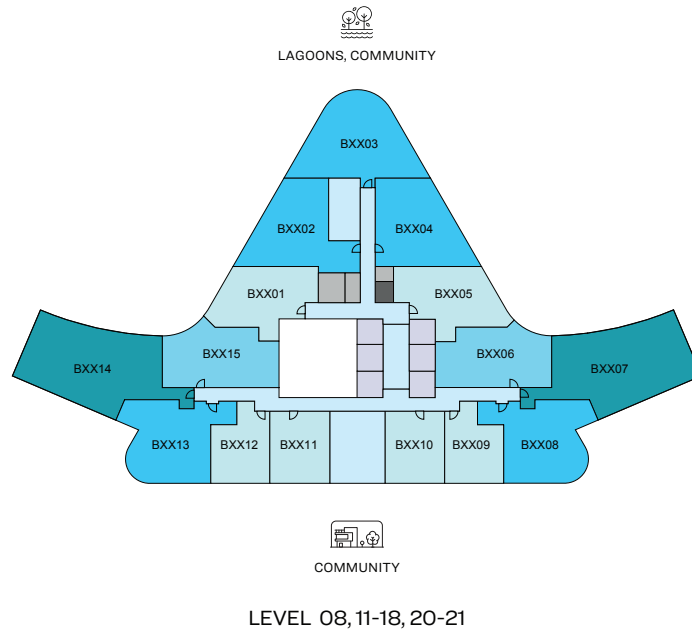 LAGOONS, COMMUNITY
BXX03
BXX02
BXX04
BXX01
BXX05
BXX15
BXX06
BXX14
BXX07
BXX13
BXX12
BXX11
BXX10
BXX09
BXX08
COMMUNITY
LEVEL 08, 11-18, 20-21